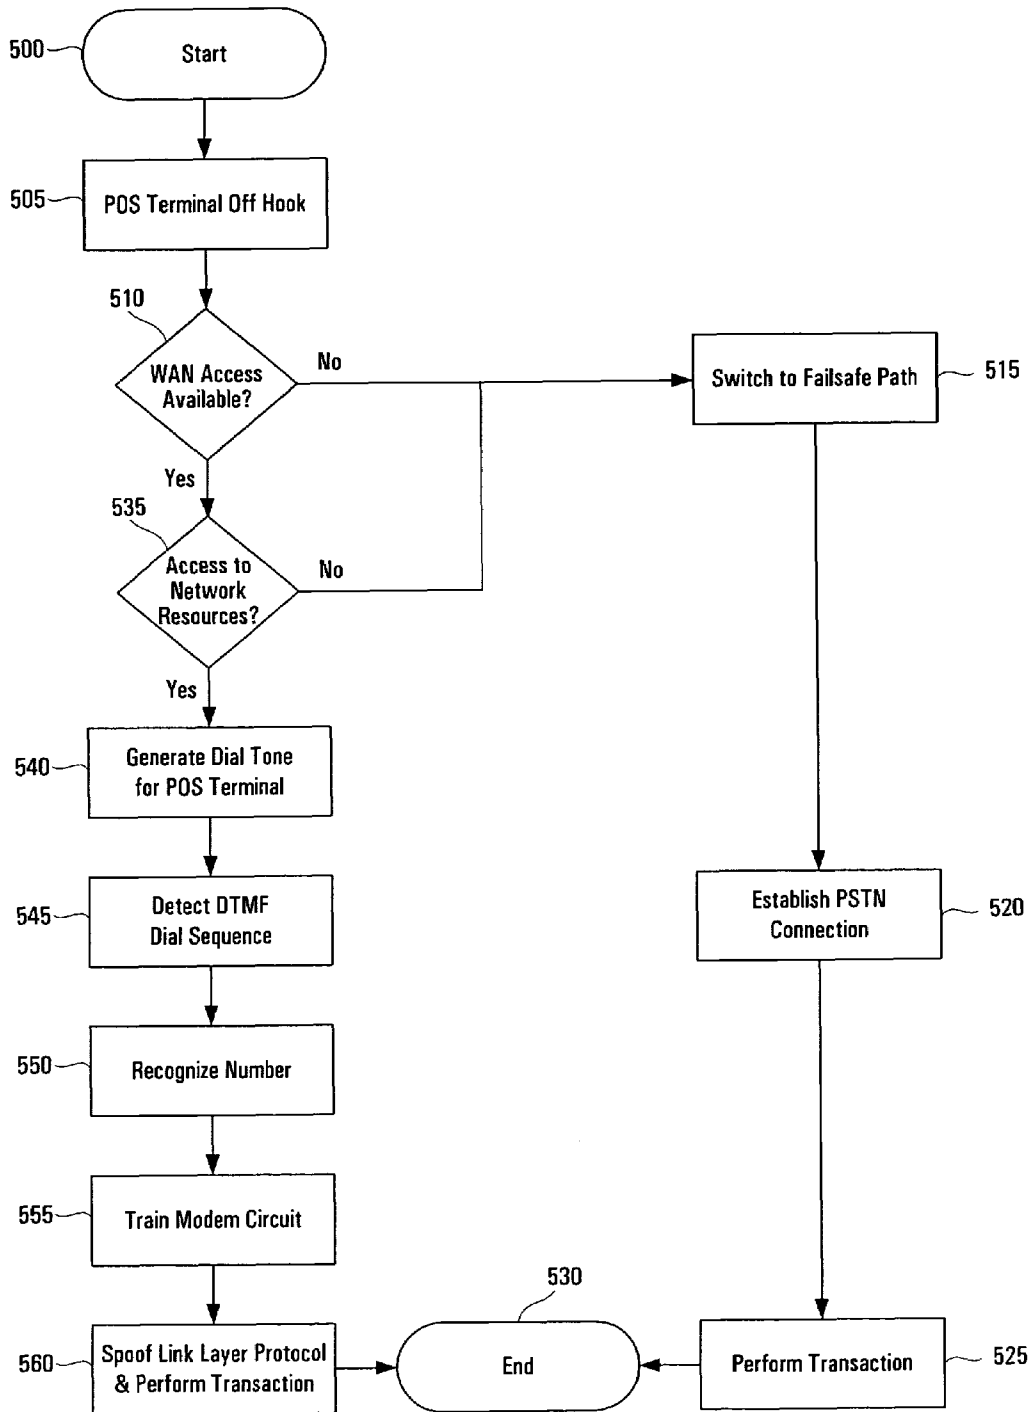 500
Start
505
POS Terminal Off Hook
510
WAN Access
Available?
No
Yes
Switch to Failsafe Path
515
535
Access to
Network
Resources?
No
Yes
540
Generate Dial Tone
for POS Terminal
545
Detect DTMF
Dial Sequence
Establish PSTN
Connection
520
550
Recognize Number
555
Train Modem Circuit
530
560
Spoof Link Layer Protocol
& Perform Transaction
End
Perform Transaction
525